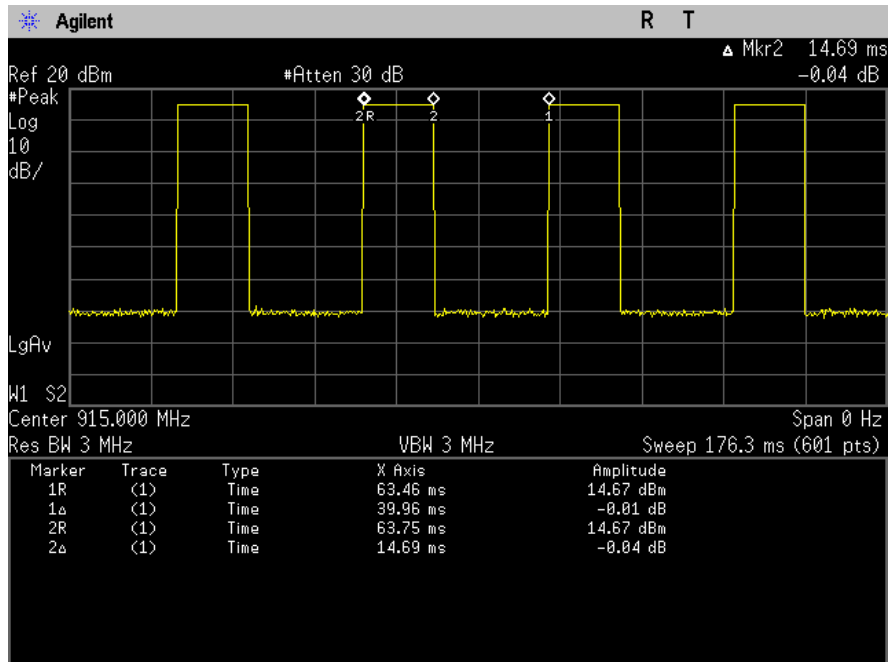 Agilent R T
Δ Mkr2 14.69 ms
Ref 20 dBm #Atten 30 dB -0.04 dB
#Peak
Log
10
dB/
2R 2 1
LgAv
W1 S2
Center 915.000 MHz Span 0 Hz
Res BW 3 MHz VBW 3 MHz Sweep 176.3 ms (601 pts)
Marker Trace Type X Axis Amplitude
1R (1) Time 63.46 ms 14.67 dBm
1Δ (1) Time 39.96 ms -0.01 dB
2R (1) Time 63.75 ms 14.67 dBm
2Δ (1) Time 14.69 ms -0.04 dB